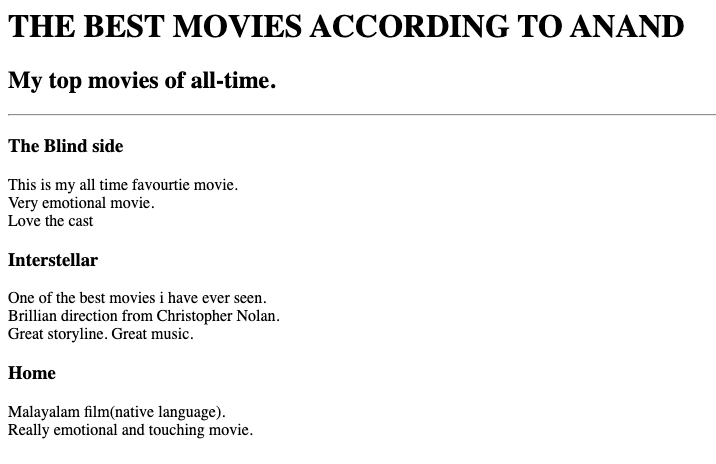 THE BEST MOVIES ACCORDING TO ANAND
My top movies of all-time.
The Blind side
This is my all time favourtie movie.
Very emotional movie.
Love the cast
Interstellar
One of the best movies i have ever seen.
Brillian direction from Christopher Nolan.
Great storyline. Great music.
Home
Malayalam film(native language).
Really emotional and touching movie.